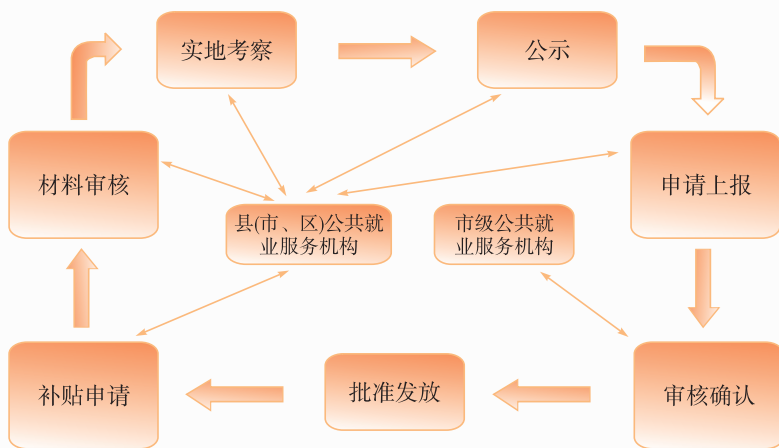 实地考察
公示
材料审核
申请上报
县(市、区)公共就
业服务机构
市级公共就
业服务机构
补贴申请
批准发放
审核确认